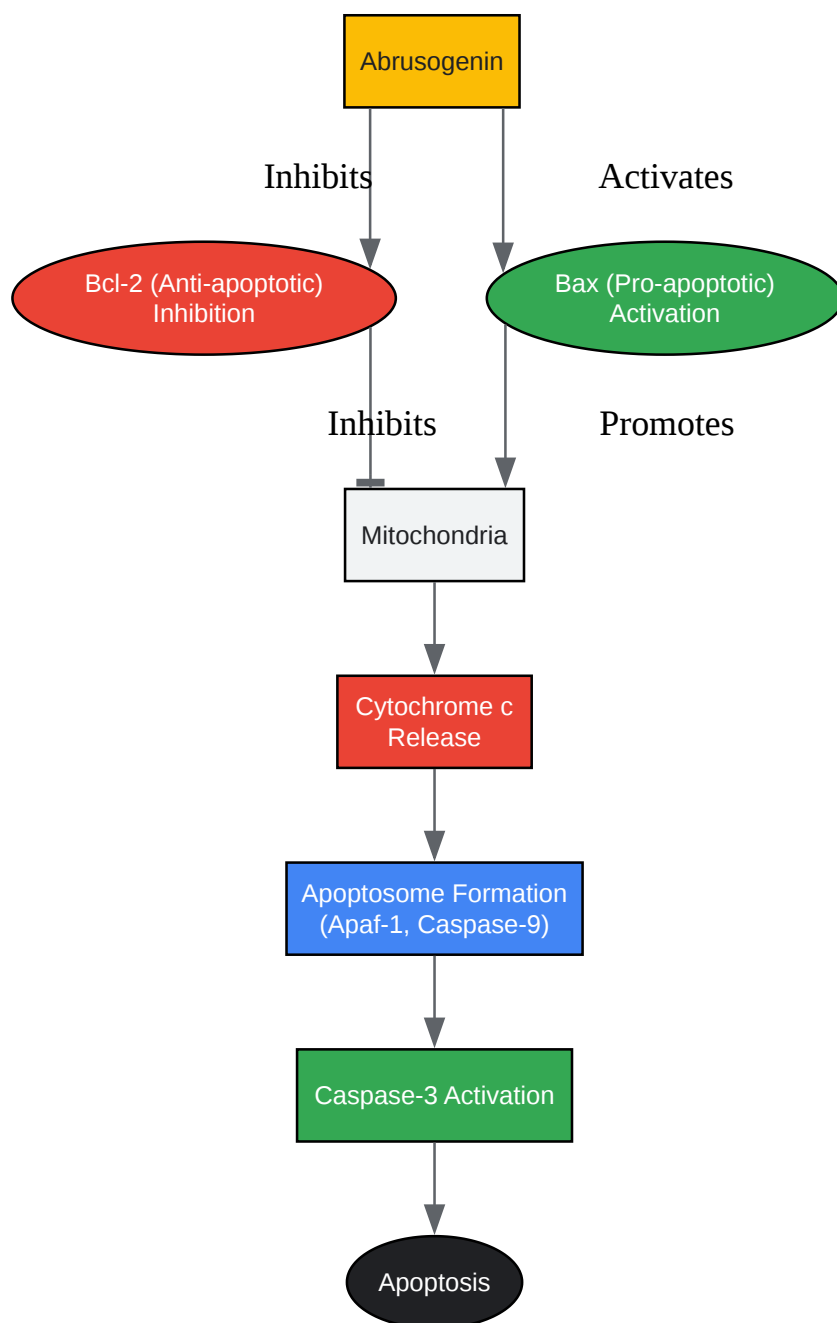 Abrusogenin
Inhibits
Activates
Bcl-2 (Anti-apoptotic)
Inhibition
Bax (Pro-apoptotic)
Activation
Inhibits
Promotes
Mitochondria
Cytochrome c
Release
Apoptosome Formation
(Apaf-1, Caspase-9)
Caspase-3 Activation
Apoptosis